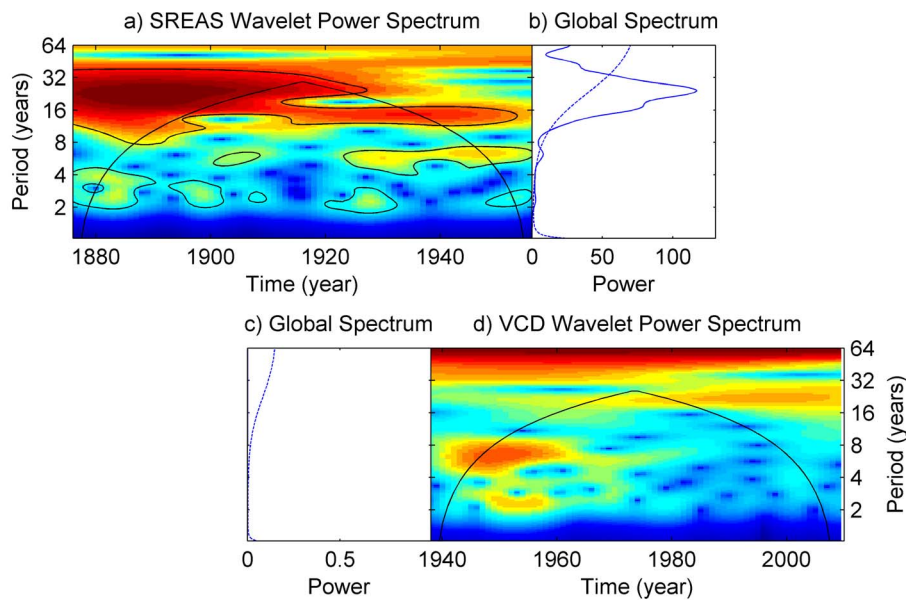 a) SREAS Wavelet Power Spectrum
b) Global Spectrum
64
32
16
8
4
2
Period (years)
1880 1900 1920 1940
Time (year)
0 50 100
Power
c) Global Spectrum
d) VCD Wavelet Power Spectrum
64
32
16
8
4
2
Period (years)
0 0.5
Power
1940 1960 1980 2000
Time (year)